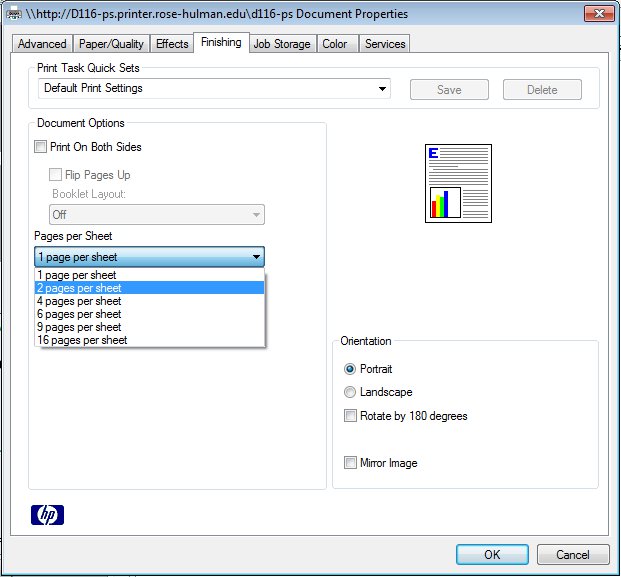 \\http://D116-ps.printer.rose-hulman.edu\d116-ps Document Properties
Advanced Paper/Quality Effects Finishing Job Storage Color Services
Print Task Quick Sets
Default Print Settings Save Delete
Document Options
Print On Both Sides
Flip Pages Up
Booklet Layout:
Off
Pages per Sheet
1 page per sheet
1 page per sheet
2 pages per sheet
4 pages per sheet
6 pages per sheet
9 pages per sheet
16 pages per sheet
E
Orientation
Portrait
Landscape
Rotate by 180 degrees
Mirror Image
hp
OK Cancel